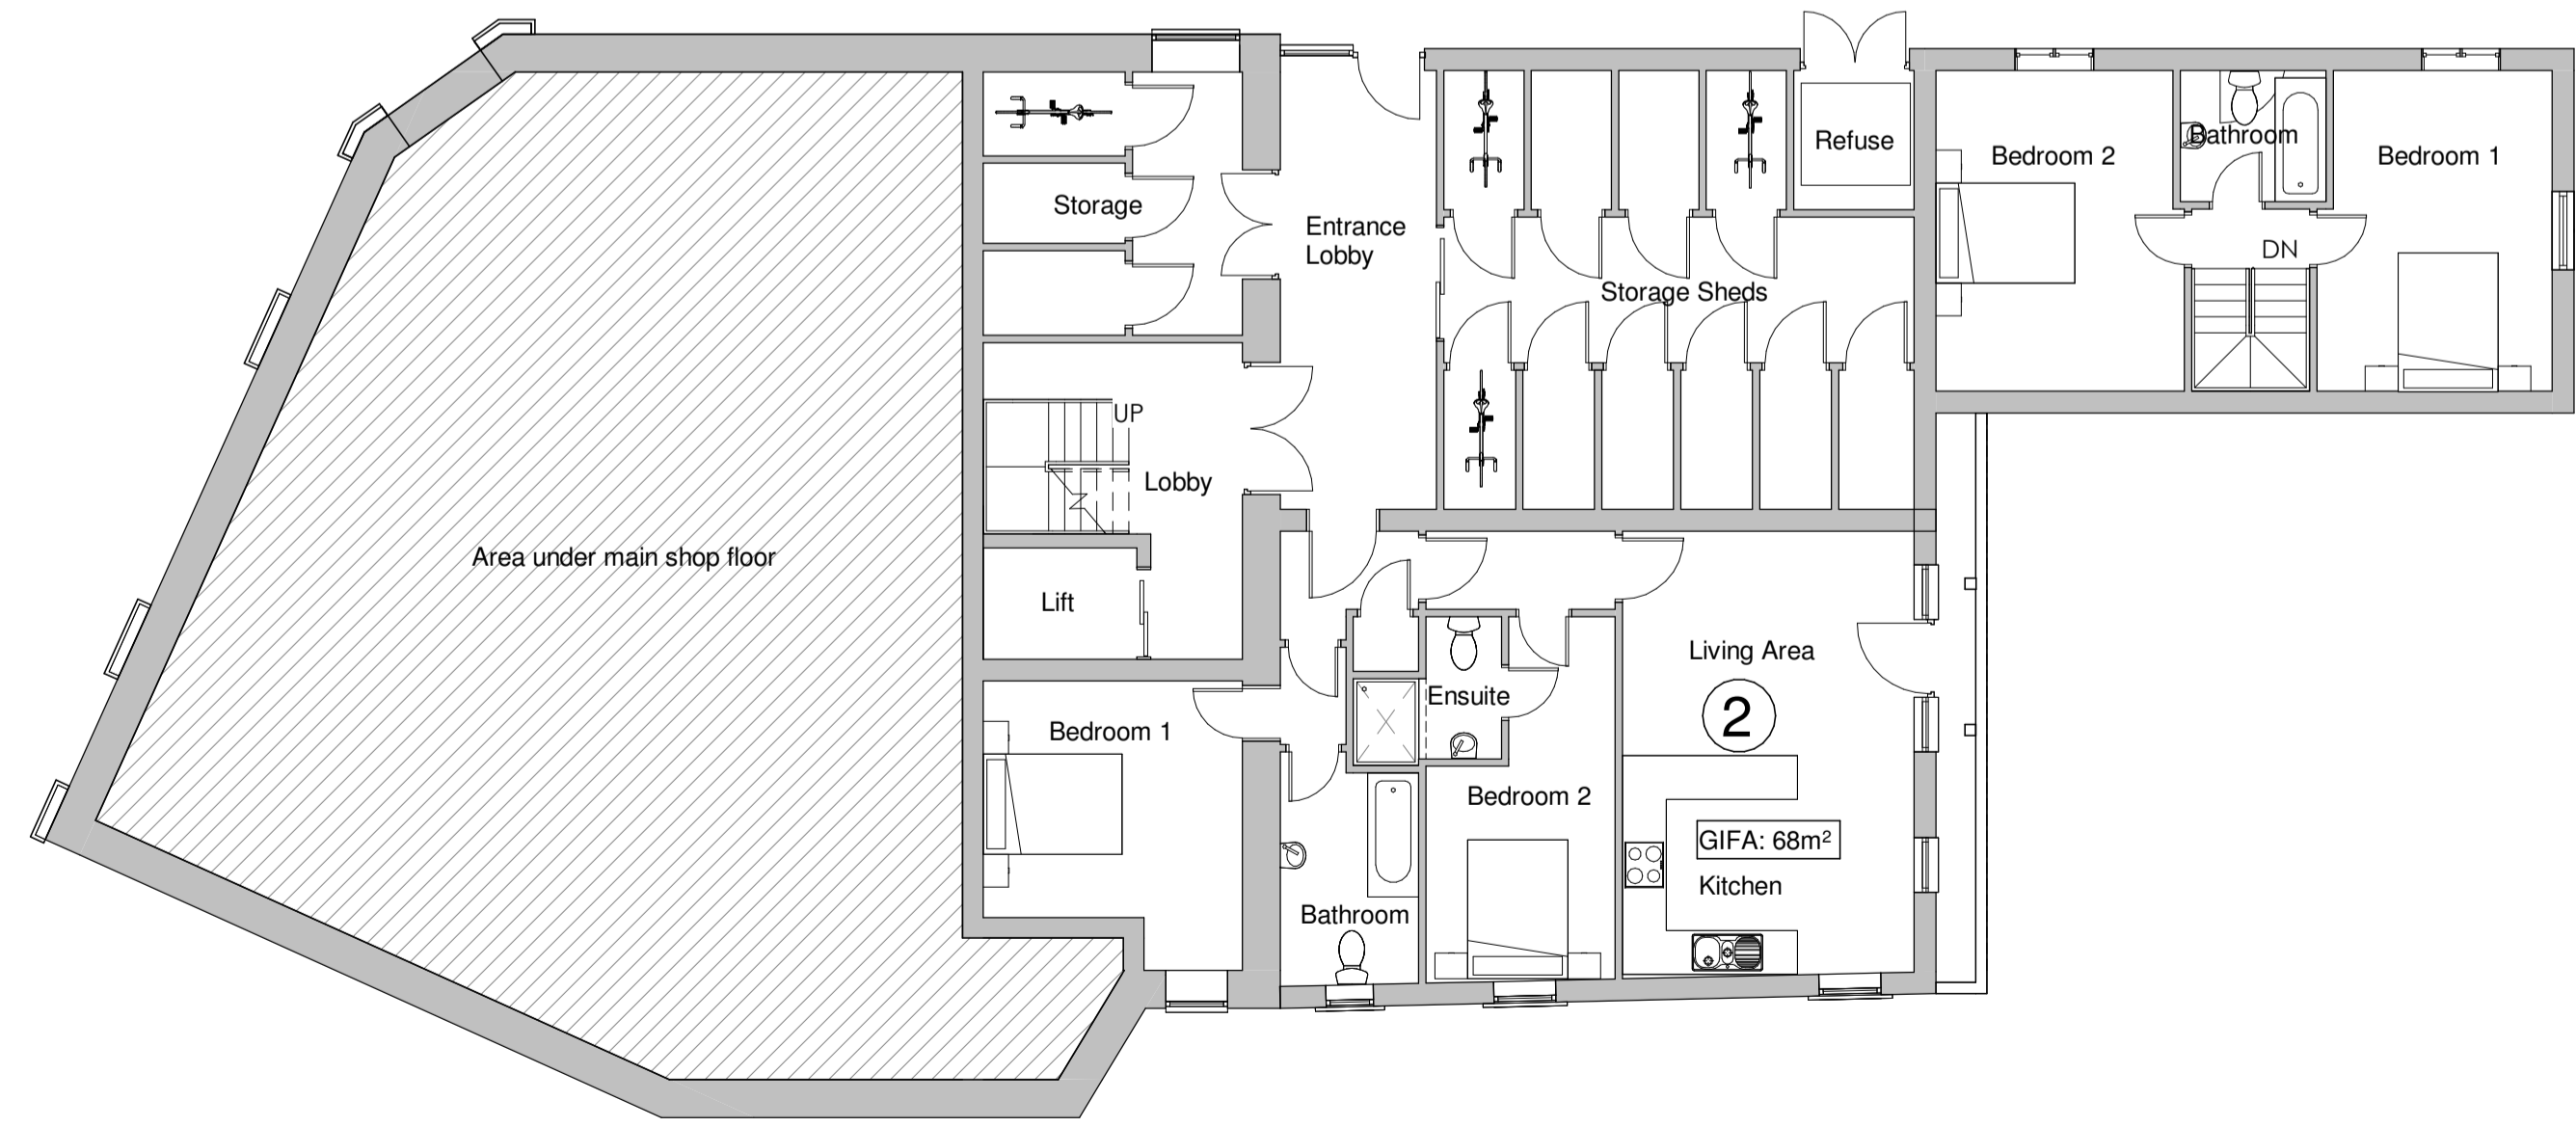 Refuse
Bathroom
Bedroom 2
Bedroom 1
Storage
Entrance
Lobby
DN
Storage Sheds
UP
Lobby
Area under main shop floor
Lift
Living Area
Ensuite
2
Bedroom 1
Bedroom 2
GIFA: 68m²
Kitchen
Bathroom